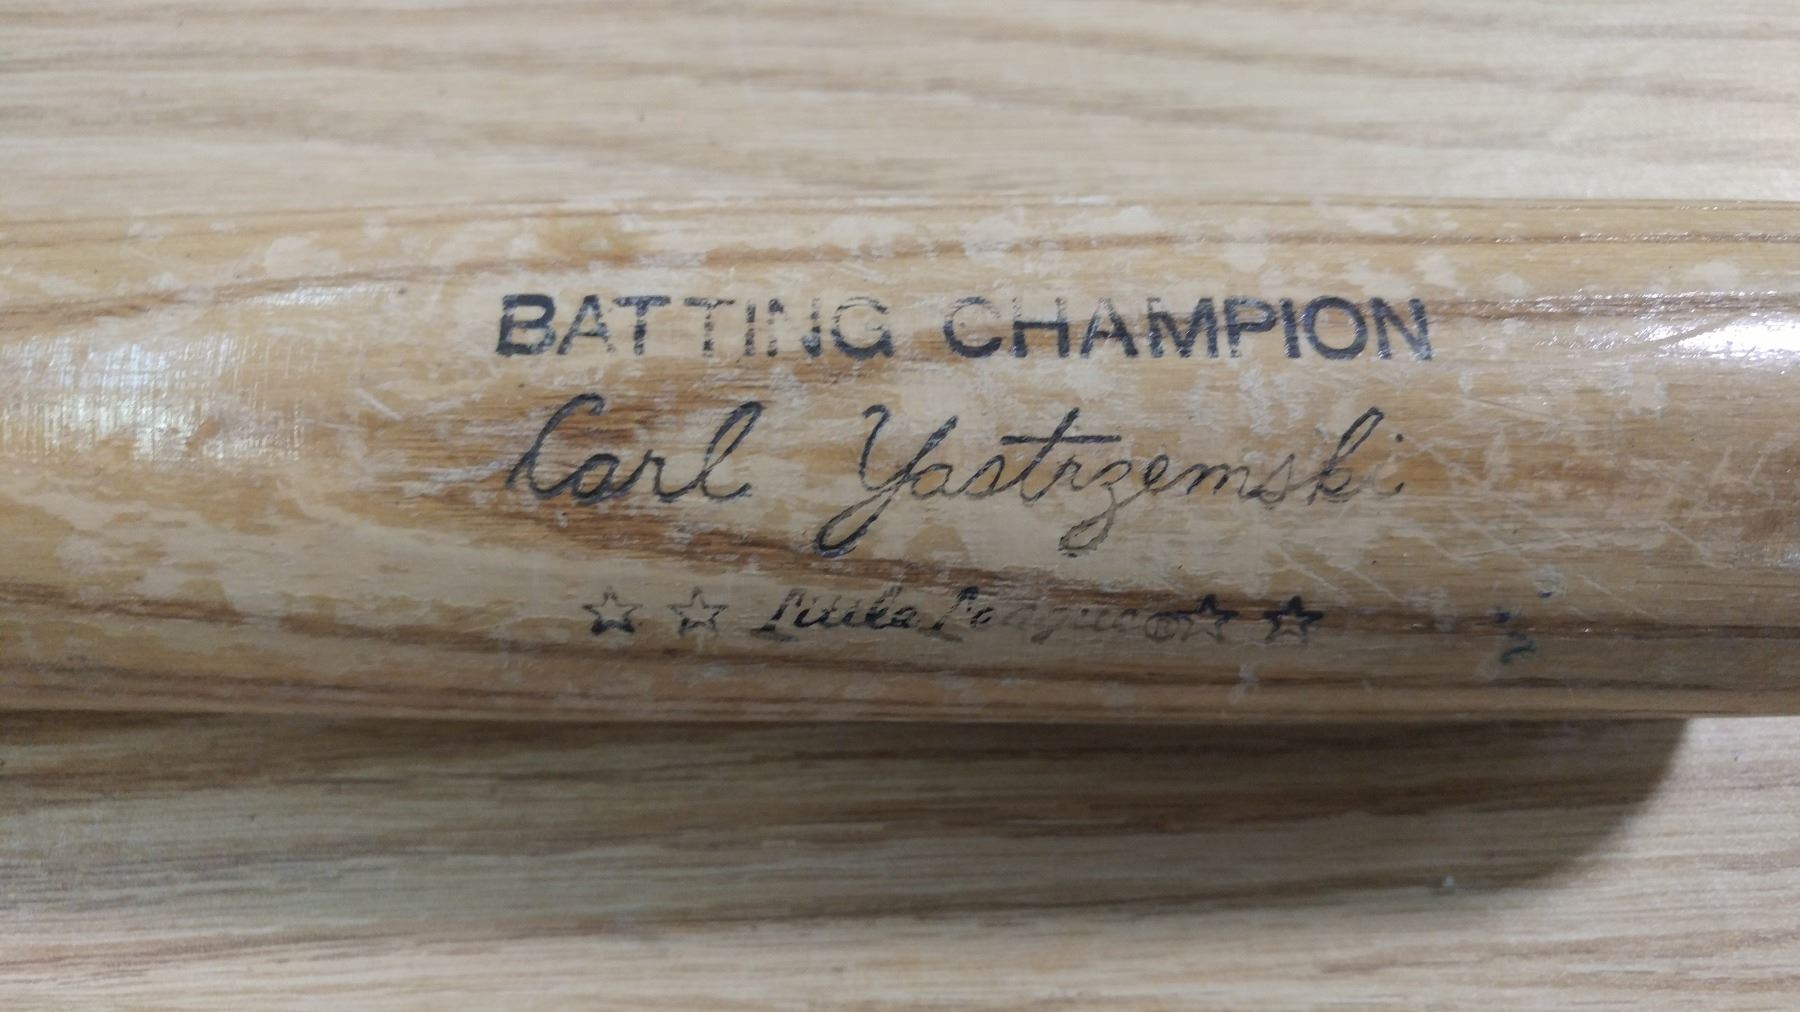 BATTING CHAMPION
Carl Yastrzemski
☆ ☆ Little League® ☆ ☆